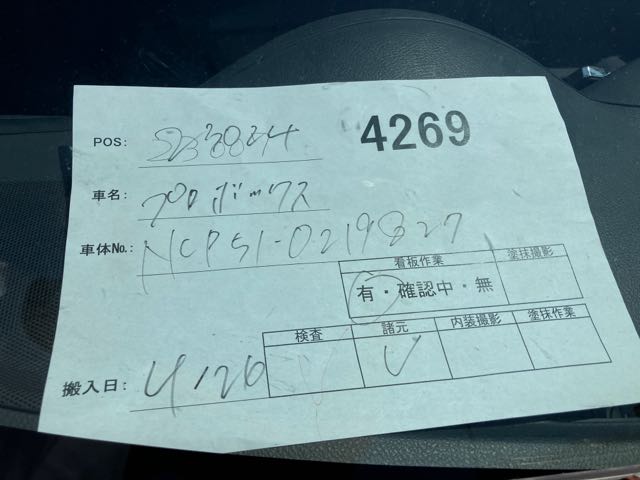 4269
POS:
車名: プロボックス
車体No.: NCP51-0219827
看板作業 塗抹撮影
有・確認中・無
検査 諸元 内装撮影 塗抹作業
搬入日: 4/26